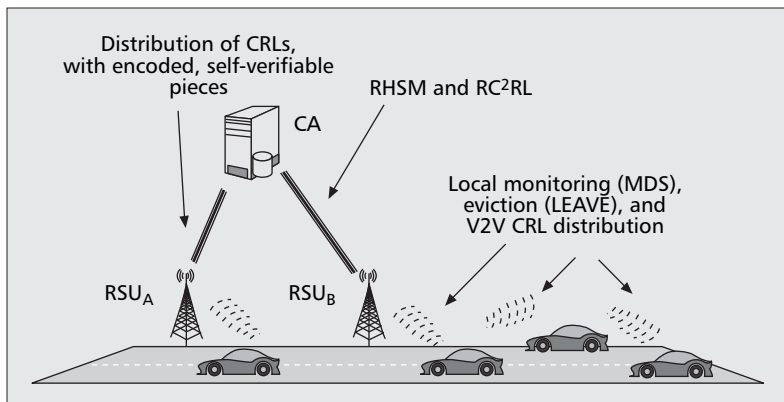 Distribution of CRLs,
with encoded, self-verifiable
pieces
RHSM and RC²RL
CA
Local monitoring (MDS),
eviction (LEAVE), and
V2V CRL distribution
RSU_A
RSU_B